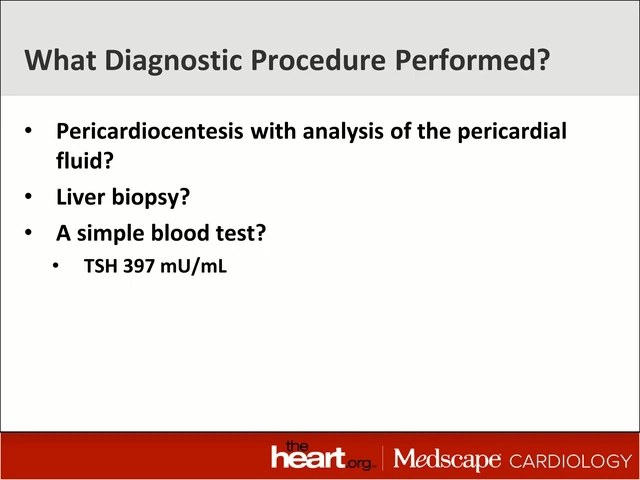 What Diagnostic Procedure Performed?
• Pericardiocentesis with analysis of the pericardial
fluid?
• Liver biopsy?
• A simple blood test?
• TSH 397 mU/mL
the
heart.org
Medscape CARDIOLOGY